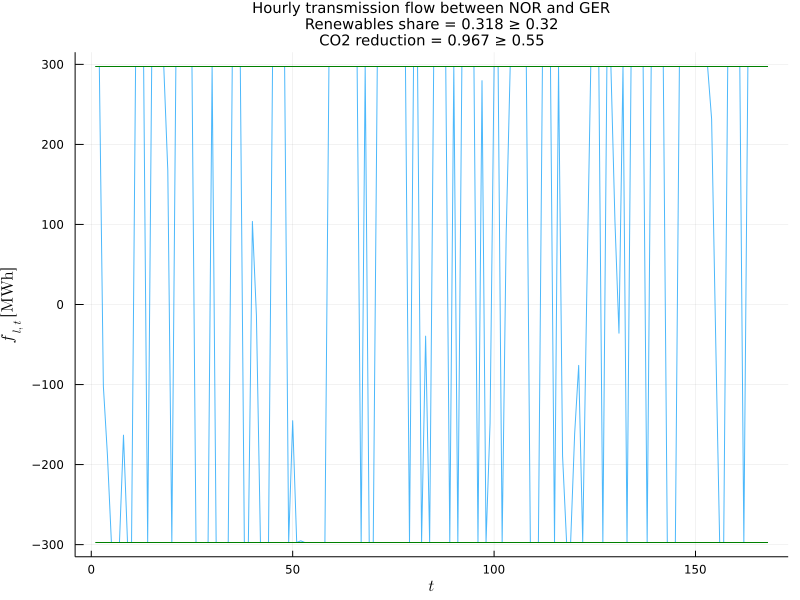 Hourly transmission flow between NOR and GER
Renewables share = 0.318 ≥ 0.32
CO2 reduction = 0.967 ≥ 0.55
300
200
100
0
−100
−200
−300
f l,t [MWh]
0
50
100
150
t